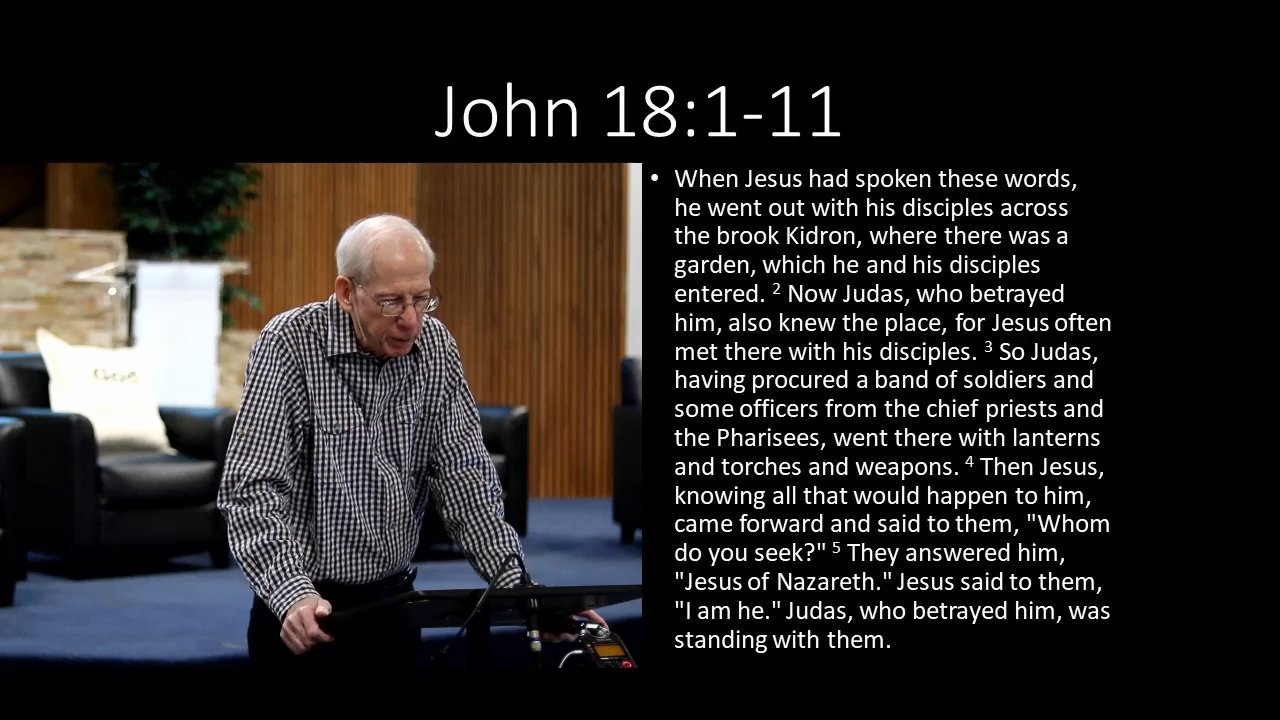 John 18:1-11
• When Jesus had spoken these words,
he went out with his disciples across
the brook Kidron, where there was a
garden, which he and his disciples
entered. ² Now Judas, who betrayed
him, also knew the place, for Jesus often
met there with his disciples. ³ So Judas,
having procured a band of soldiers and
some officers from the chief priests and
the Pharisees, went there with lanterns
and torches and weapons. ⁴ Then Jesus,
knowing all that would happen to him,
came forward and said to them, "Whom
do you seek?" ⁵ They answered him,
"Jesus of Nazareth." Jesus said to them,
"I am he." Judas, who betrayed him, was
standing with them.